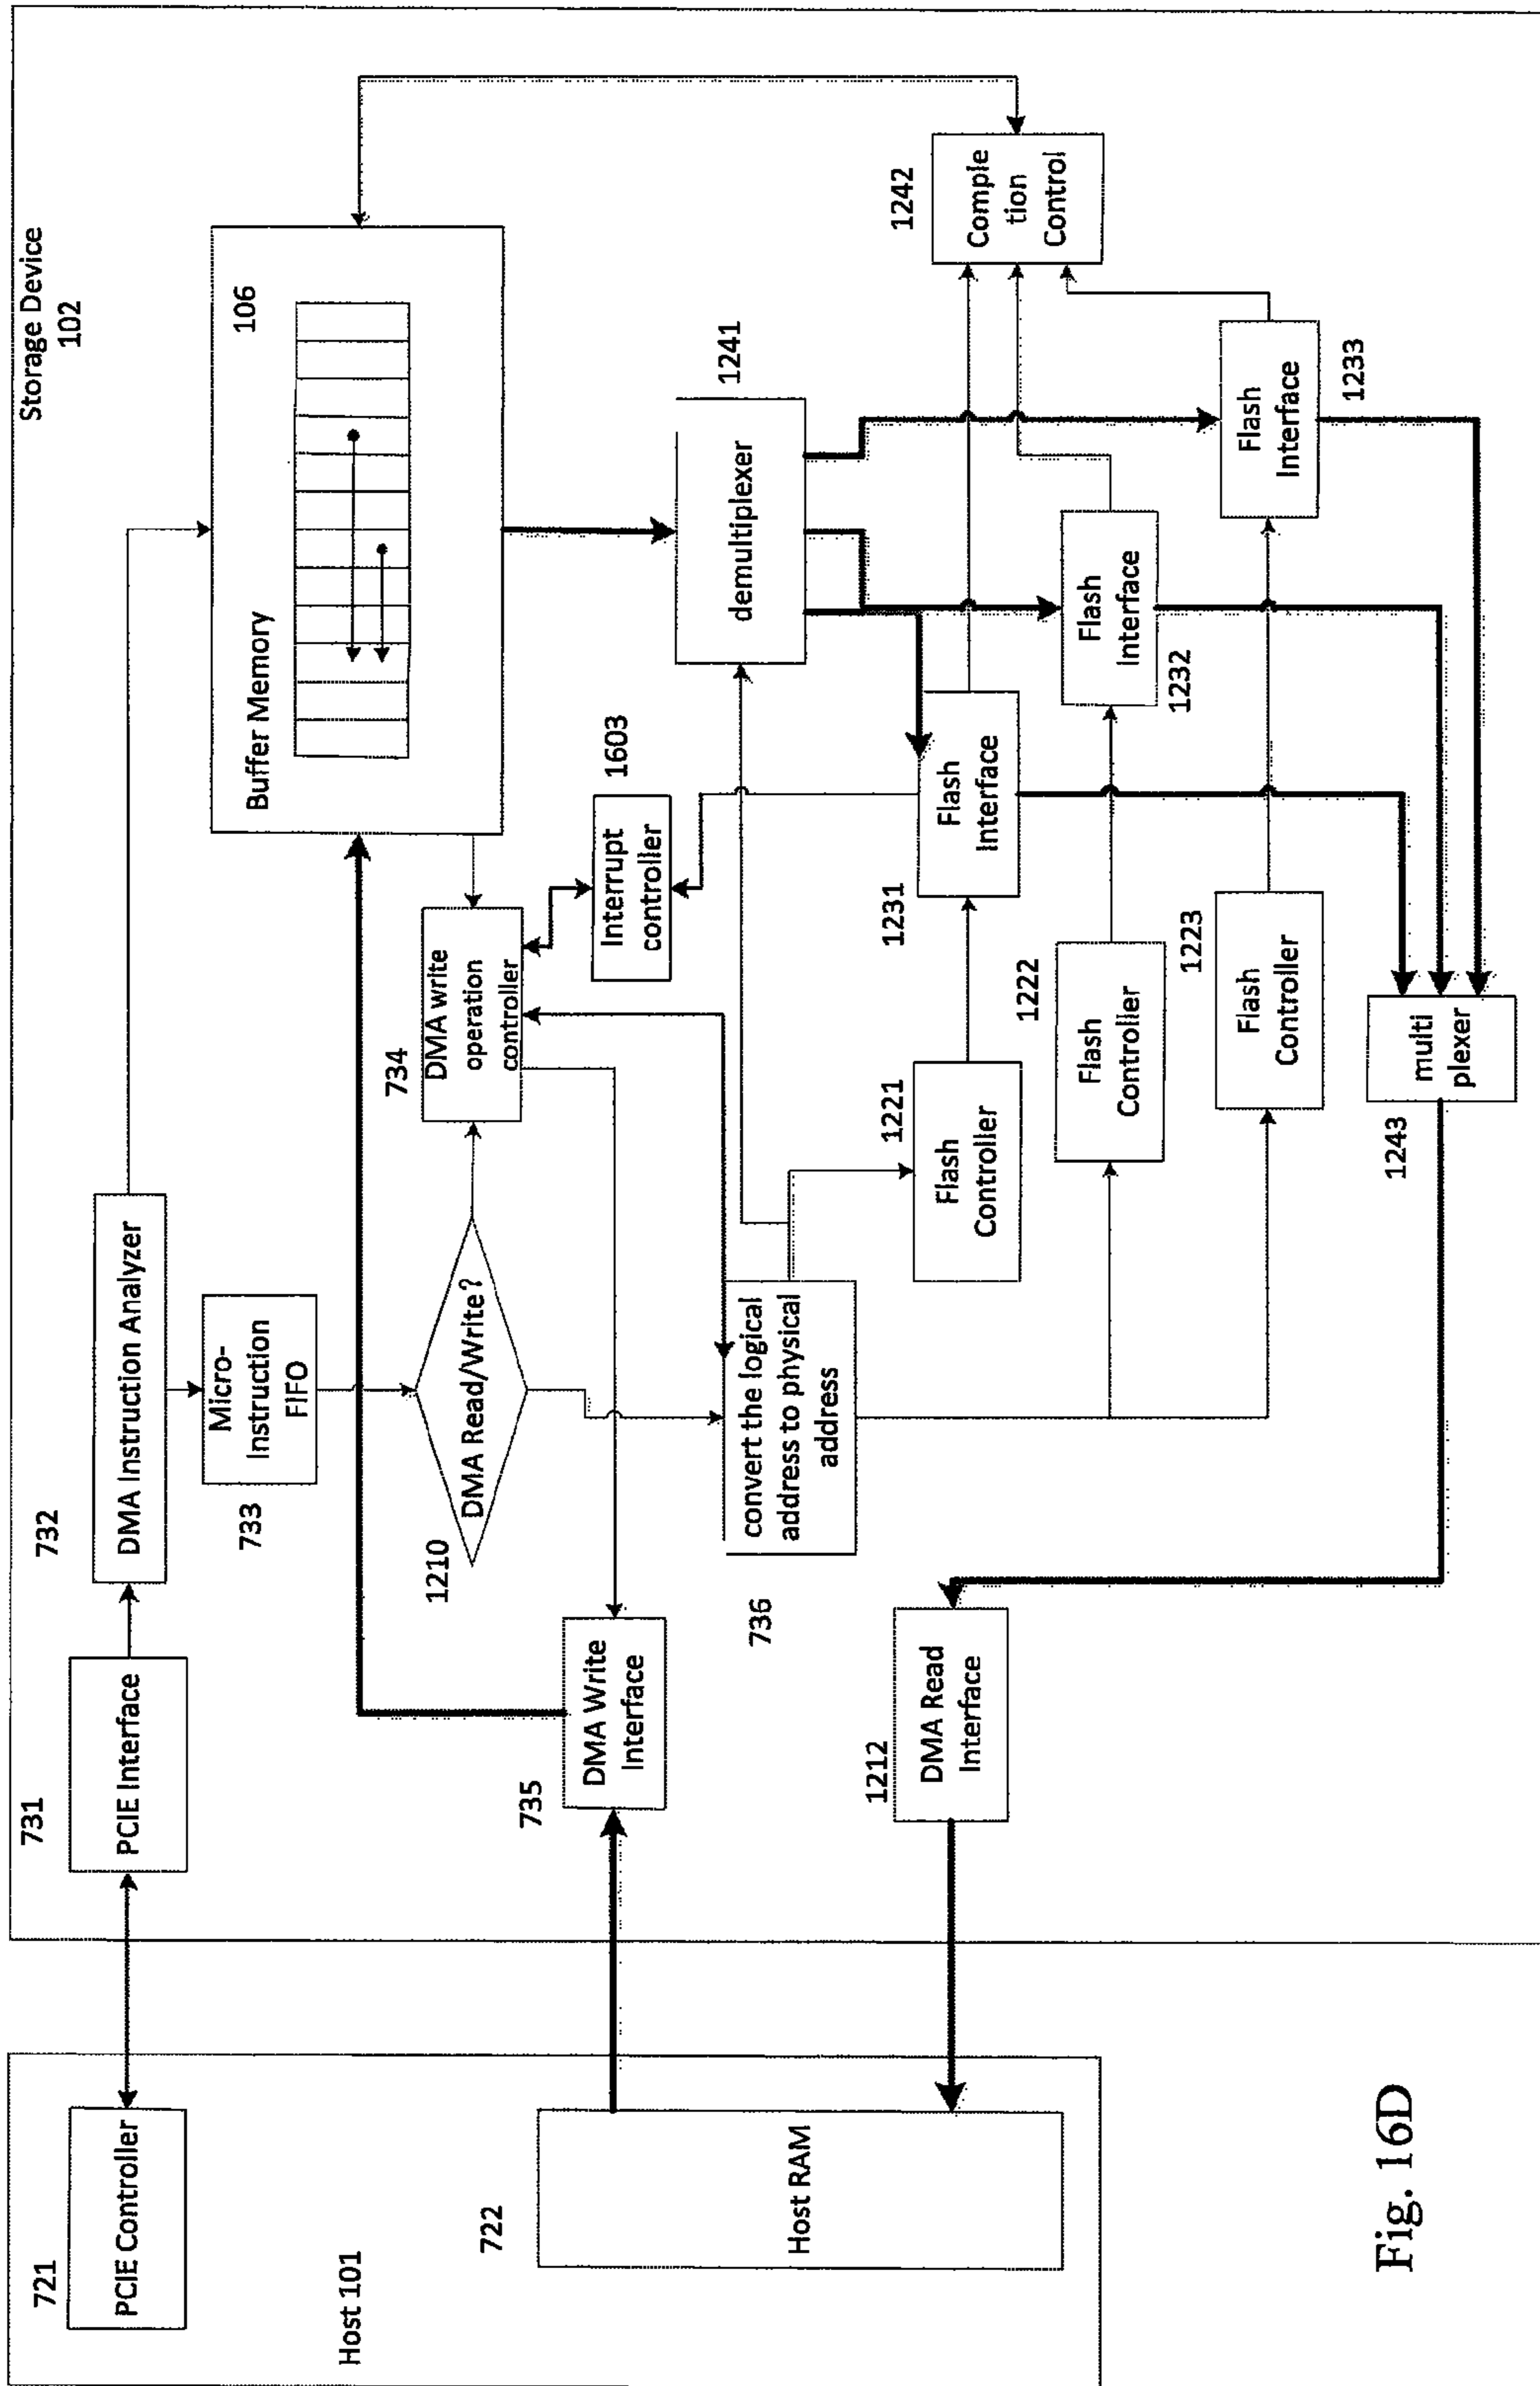 Storage Device
102
721
PCIE Controller
Host 101
722
Host RAM
731
PCIE Interface
732
DMA Instruction Analyzer
Micro-
Instruction
FIFO
733
1210
DMA Read/Write?
734
DMA write
operation
controller
735
DMA Write
Interface
Buffer Memory
106
Interrupt
controller
1603
736
convert the logical
address to physical
address
demultiplexer
1241
1242
Comple
tion
Control
1212
DMA Read
Interface
1221
Flash
Controller
1231
Flash
Interface
1222
Flash
Controller
Flash
Interface
1232
1223
Flash
Controller
Flash
Interface
1233
multi
plexer
1243
Fig. 16D